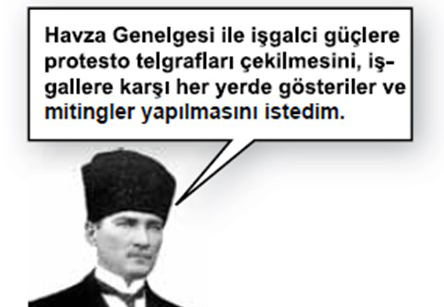 Havza Genelgesi ile işgalci güçlere
protesto telgrafları çekilmesini, iş-
gallere karşı her yerde gösteriler ve
mitingler yapılmasını istedim.